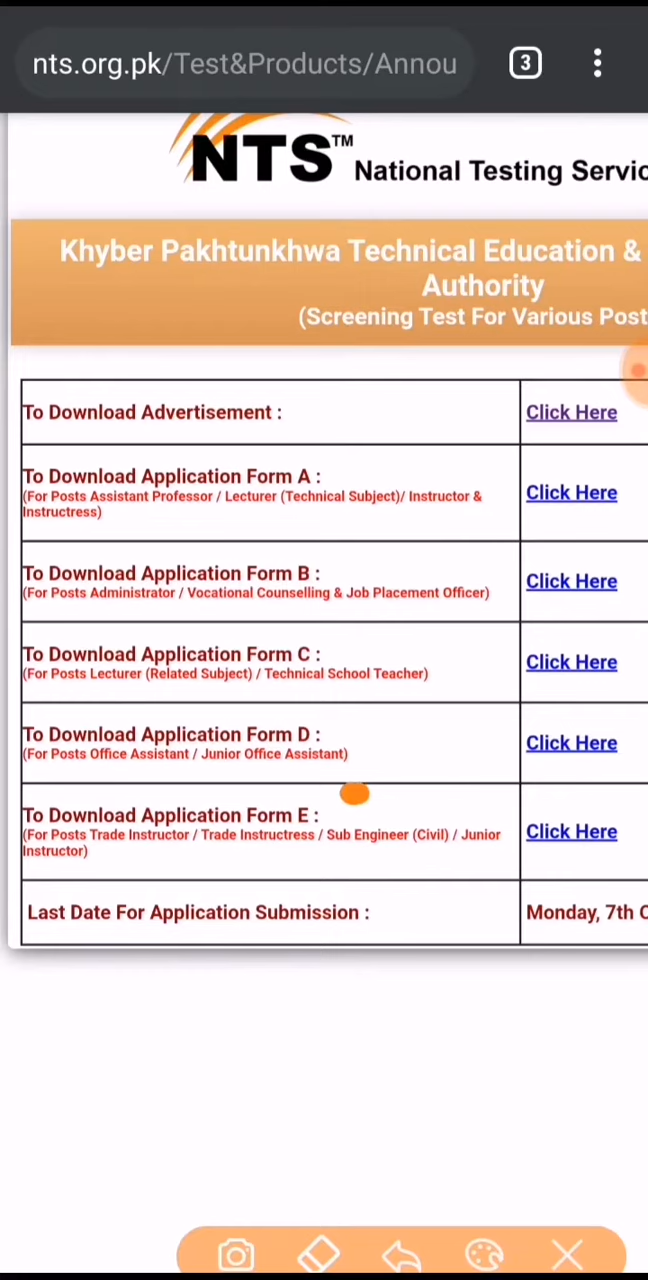 nts.org.pk/Test&Products/Annou
3
NTS™ National Testing Servic
Khyber Pakhtunkhwa Technical Education &
Authority
(Screening Test For Various Post
To Download Advertisement :
Click Here
To Download Application Form A :
(For Posts Assistant Professor / Lecturer (Technical Subject)/ Instructor &
Instructress)
Click Here
To Download Application Form B :
(For Posts Administrator / Vocational Counselling & Job Placement Officer)
Click Here
To Download Application Form C :
(For Posts Lecturer (Related Subject) / Technical School Teacher)
Click Here
To Download Application Form D :
(For Posts Office Assistant / Junior Office Assistant)
Click Here
To Download Application Form E :
(For Posts Trade Instructor / Trade Instructress / Sub Engineer (Civil) / Junior
Instructor)
Click Here
Last Date For Application Submission :
Monday, 7th